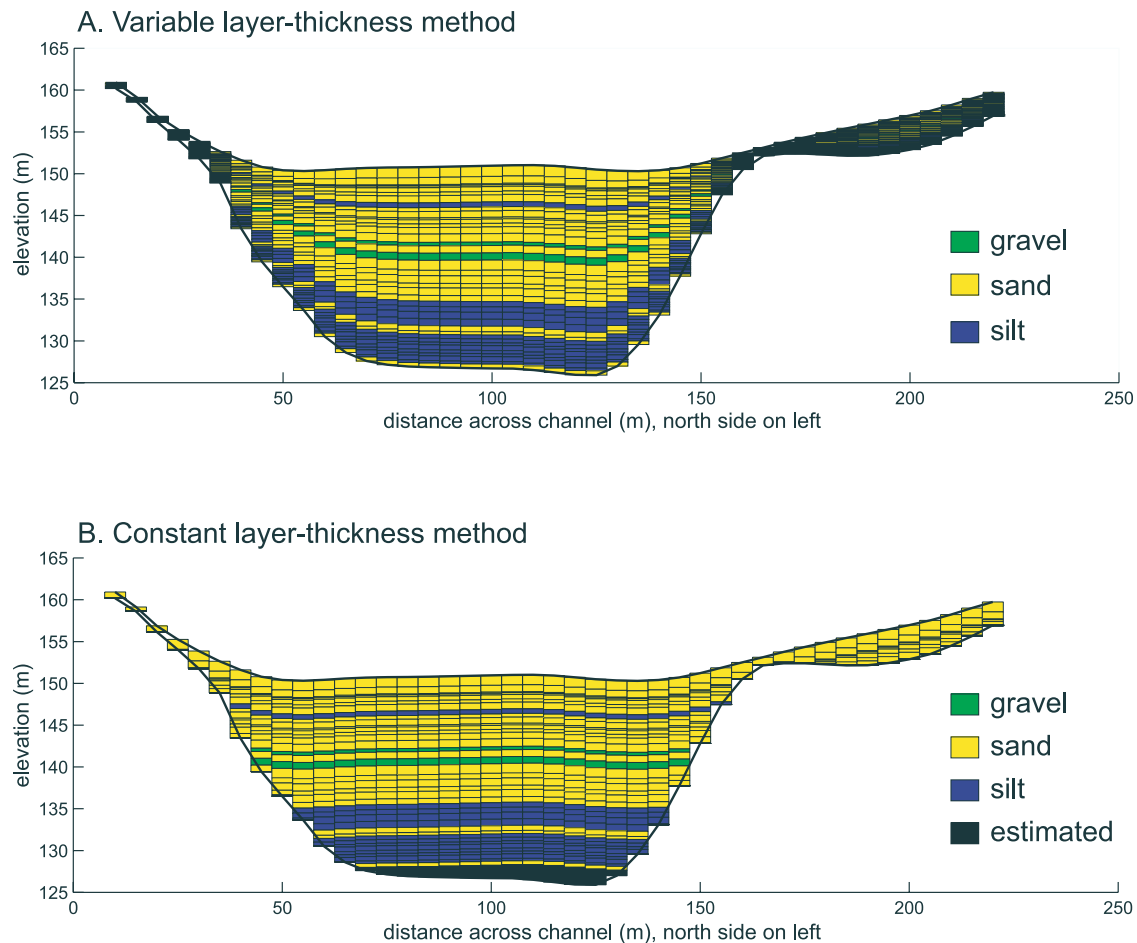 A. Variable layer-thickness method
165
160
155
150
145
140
135
130
125
elevation (m)
gravel
sand
silt
0
50
100
150
200
250
distance across channel (m), north side on left
B. Constant layer-thickness method
165
160
155
150
145
140
135
130
125
elevation (m)
gravel
sand
silt
estimated
0
50
100
150
200
250
distance across channel (m), north side on left